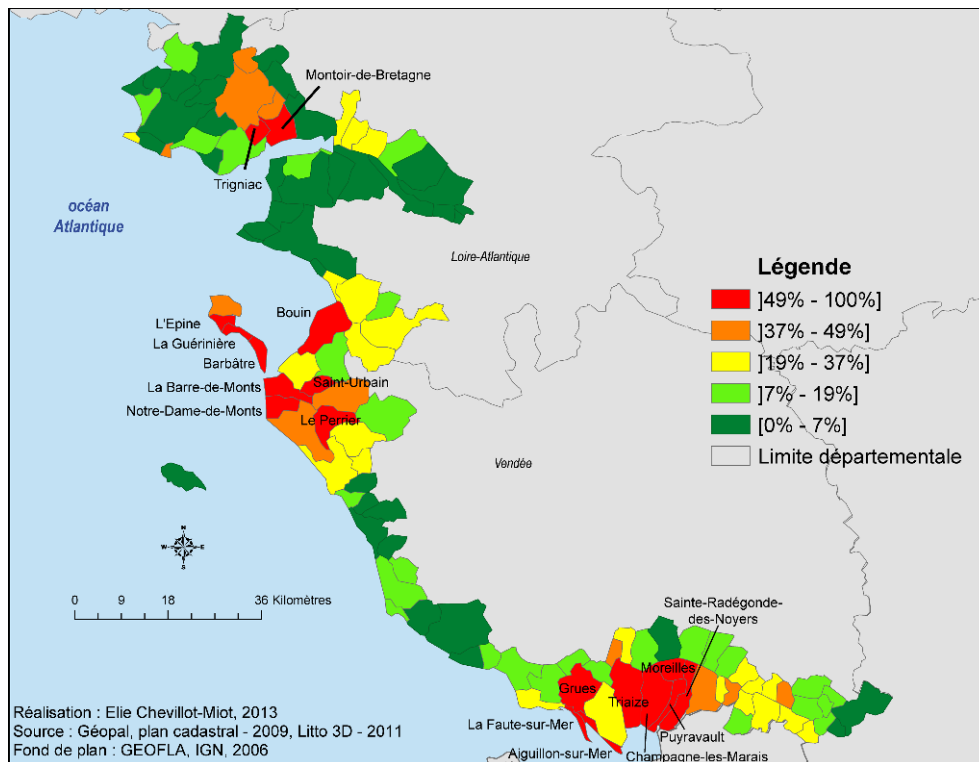 Montoir-de-Bretagne
Trigniac
océan
Atlantique
Loire-Atlantique
Légende
]49% - 100%]
]37% - 49%]
]19% - 37%]
]7% - 19%]
[0% - 7%]
Limite départementale
Bouin
L'Epine
La Guérinière
Barbâtre
La Barre-de-Monts
Saint-Urbain
Notre-Dame-de-Monts
Le Perrier
Vendée
N
W E
S
0 9 18 36 Kilomètres
Sainte-Radégonde-
des-Noyers
Moreilles
Grues
Triaize
La Faute-sur-Mer
Puyravault
Aiguillon-sur-Mer
Champagne-les-Marais
Réalisation : Elie Chevillot-Miot, 2013
Source : Géopal, plan cadastral - 2009, Litto 3D - 2011
Fond de plan : GEOFLA, IGN, 2006